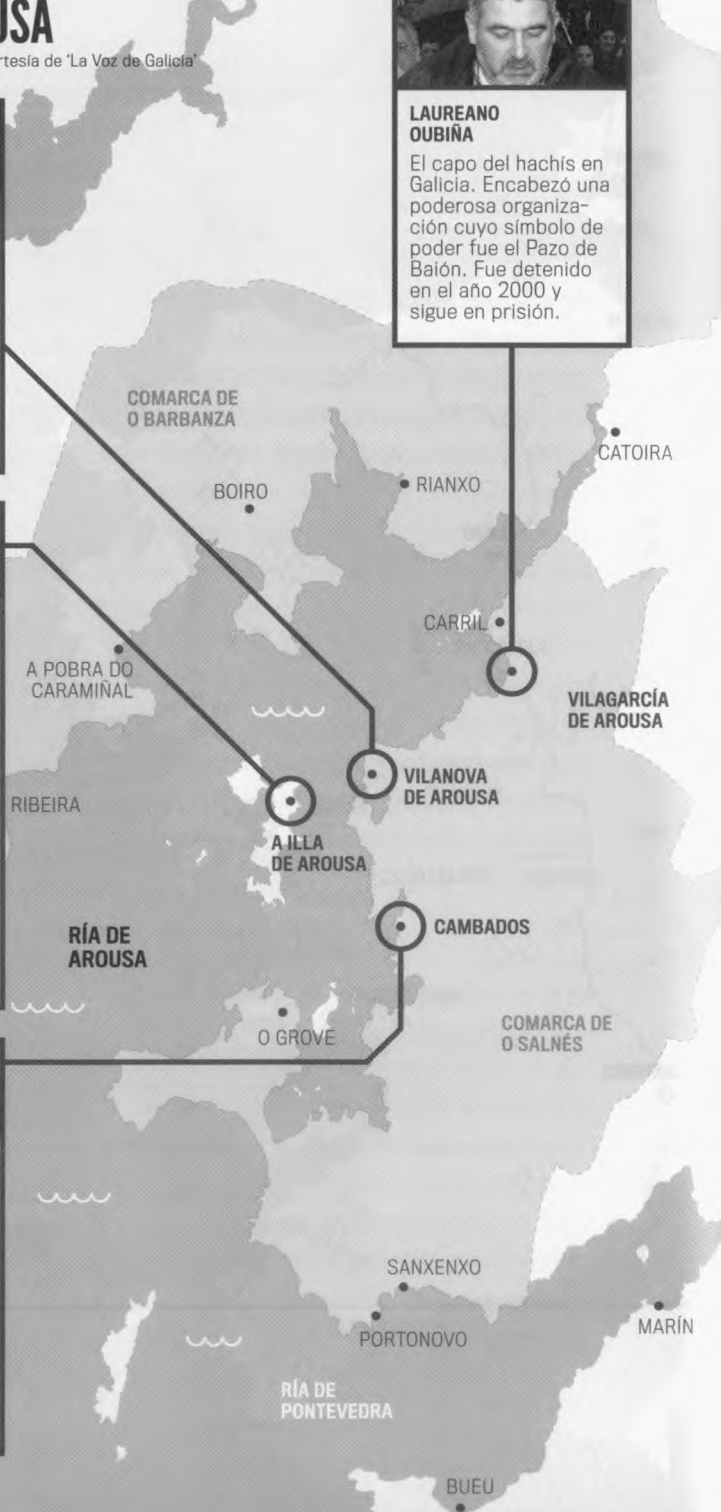 USA
rtesía de 'La Voz de Galicia'
LAUREANO
OUBIÑA
El capo del hachís en
Galicia. Encabezó una
poderosa organiza-
ción cuyo símbolo de
poder fue el Pazo de
Baión. Fue detenido
en el año 2000 y
sigue en prisión.
COMARCA DE
O BARBANZA
CATOIRA
BOIRO
RIANXO
CARRIL
A POBRA DO
CARAMIÑAL
VILAGARCÍA
DE AROUSA
VILANOVA
DE AROUSA
RIBEIRA
A ILLA
DE AROUSA
CAMBADOS
RÍA DE
AROUSA
O GROVE
COMARCA DE
O SALNÉS
SANXENXO
PORTONOVO
MARÍN
RÍA DE
PONTEVEDRA
BUEU